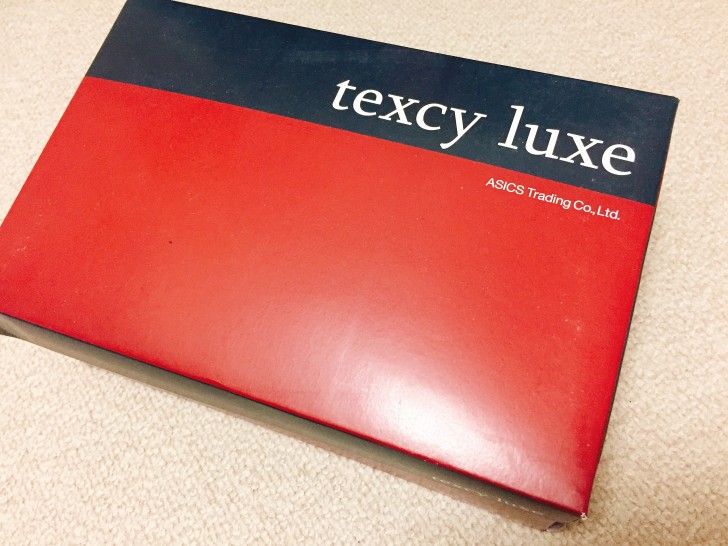 texcy luxe
ASICS Trading Co., Ltd.